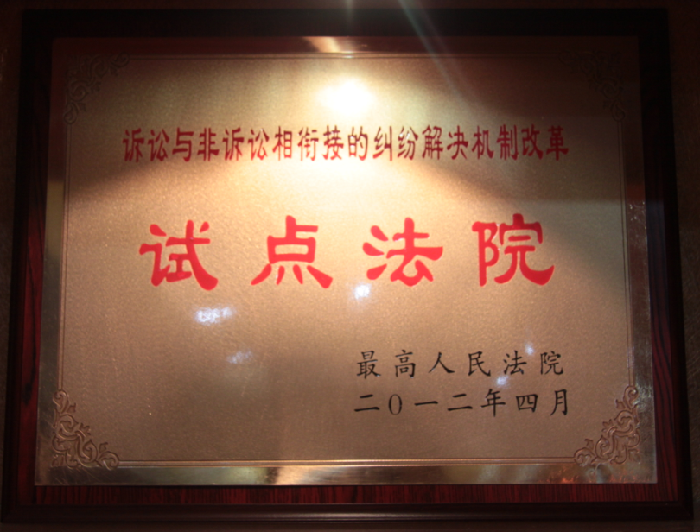 诉讼与非诉讼相衔接的纠纷解决机制改革
试点法院
最高人民法院
二〇一二年四月